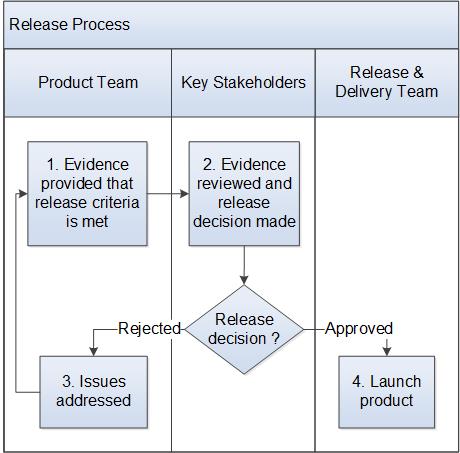 Release Process
Product Team
Key Stakeholders
Release &
Delivery Team
1. Evidence
provided that
release criteria
is met
2. Evidence
reviewed and
release
decision made
Release
decision ?
Rejected
Approved
3. Issues
addressed
4. Launch
product